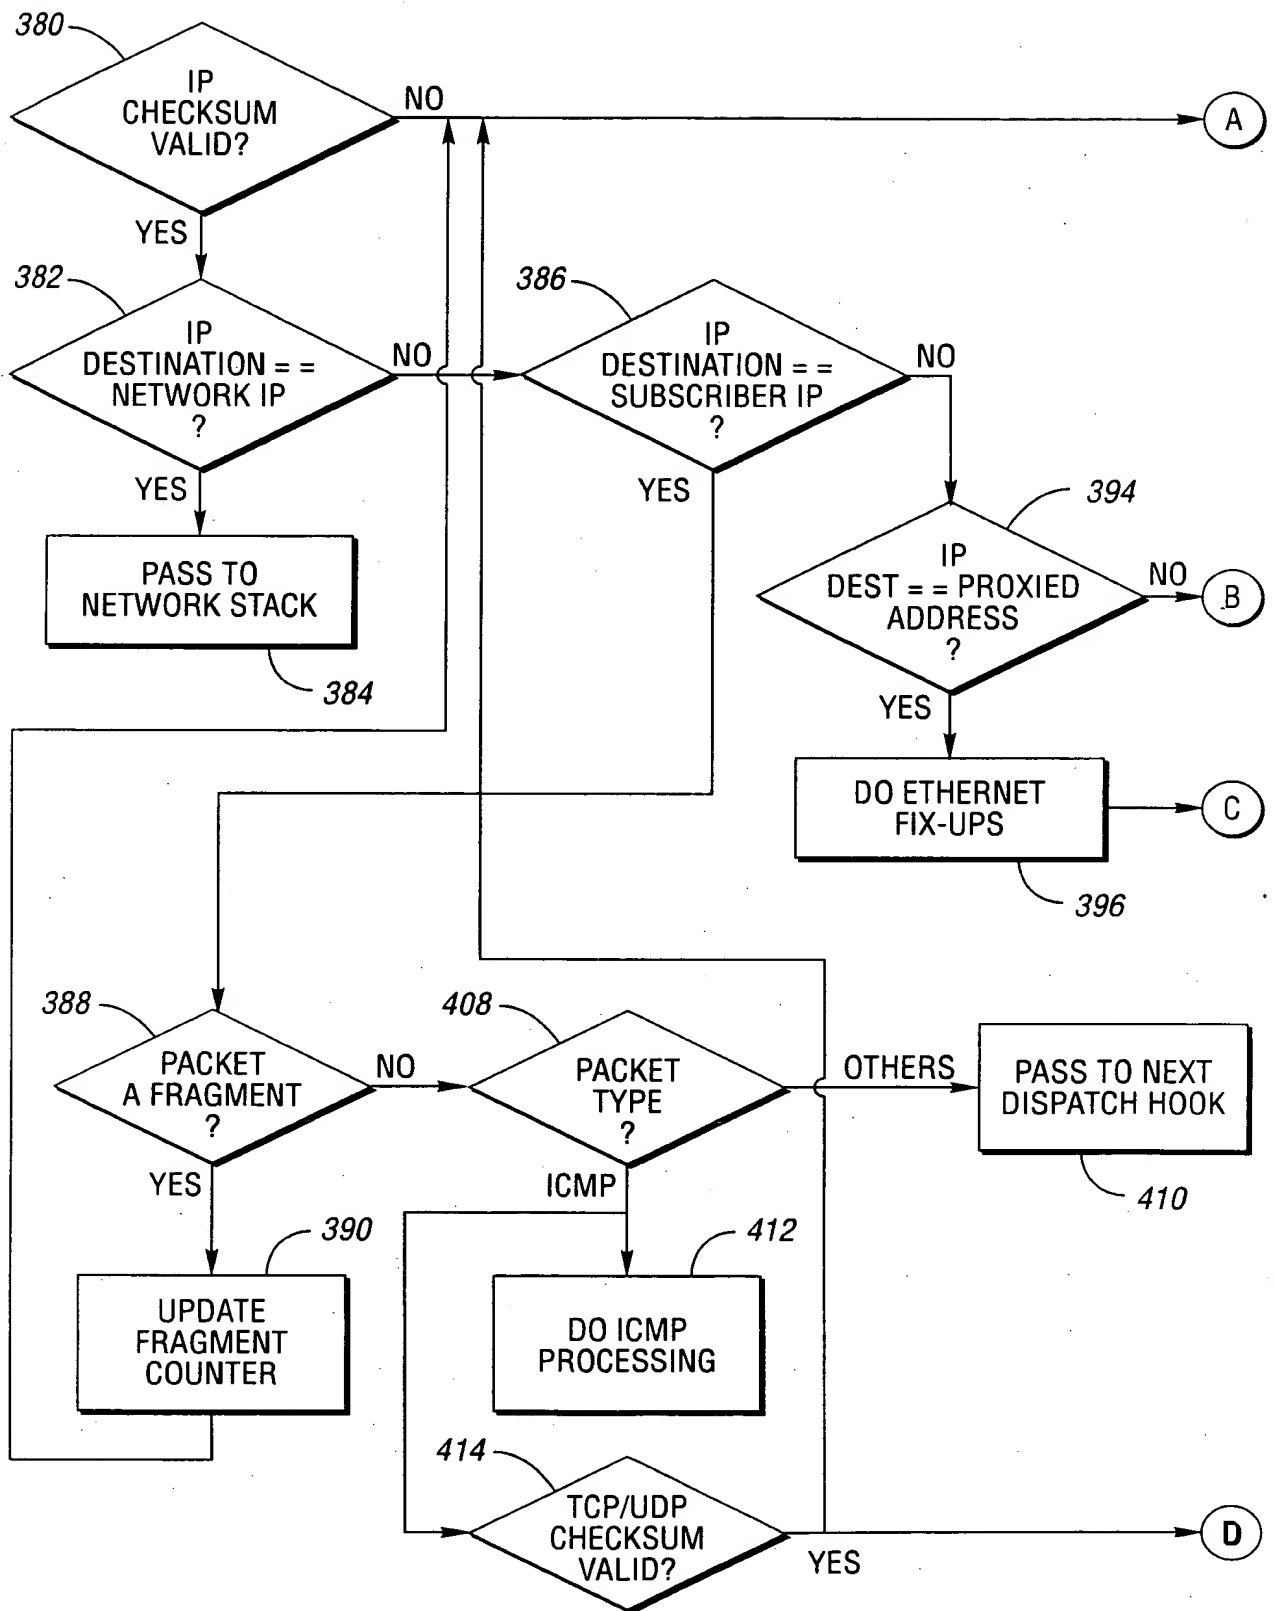 380
IP
CHECKSUM
VALID?
NO
A
YES
382
IP
DESTINATION = =
NETWORK IP
?
NO
386
IP
DESTINATION = =
SUBSCRIBER IP
?
NO
YES
PASS TO
NETWORK STACK
384
YES
394
IP
DEST = = PROXIED
ADDRESS
?
NO
B
YES
DO ETHERNET
FIX-UPS
C
396
388
PACKET
A FRAGMENT
?
NO
408
PACKET
TYPE
?
OTHERS
PASS TO NEXT
DISPATCH HOOK
410
YES
390
UPDATE
FRAGMENT
COUNTER
ICMP
412
DO ICMP
PROCESSING
414
TCP/UDP
CHECKSUM
VALID?
YES
D